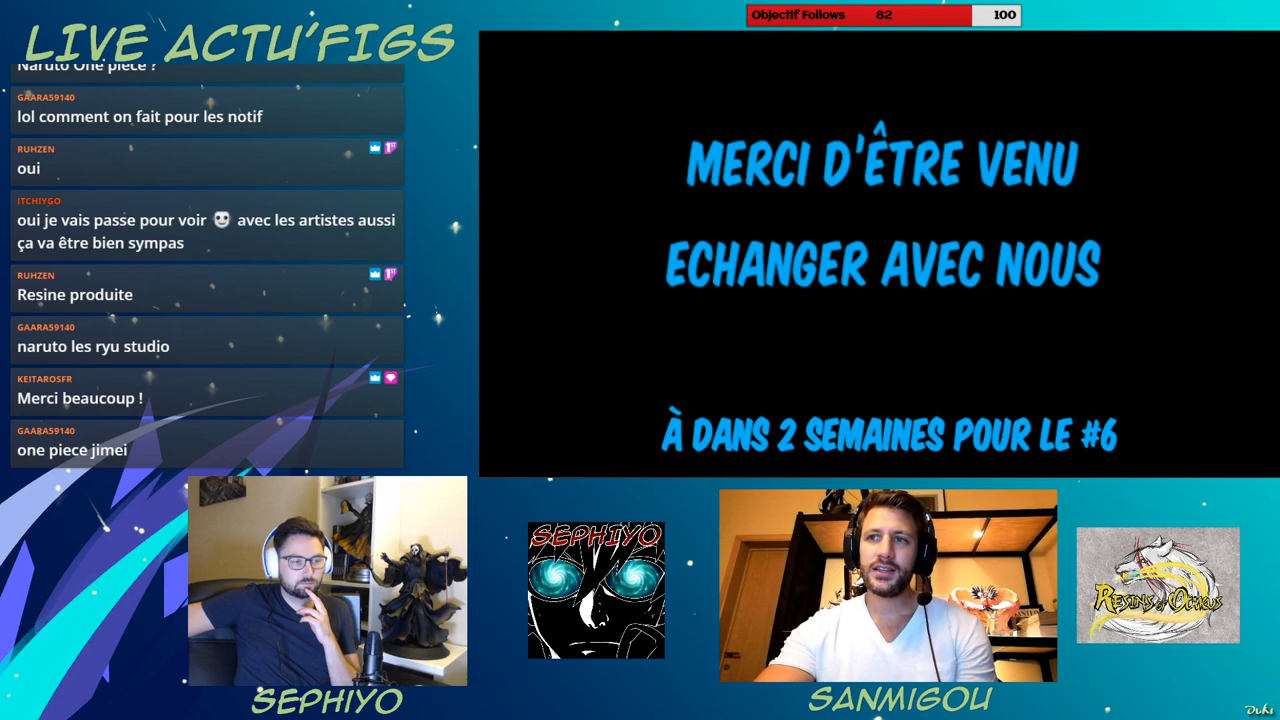 Objectif Follows 82 100
LIVE ACTU'FIGS
Naruto One piece ?
GAARA59140
lol comment on fait pour les notif
RUHZEN
oui
ITCHIYGO
oui je vais passe pour voir avec les artistes aussi
ça va être bien sympas
RUHZEN
Resine produite
GAARA59140
naruto les ryu studio
KEITAROSFR
Merci beaucoup !
GAARA59140
one piece jimei
MERCI D'ÊTRE VENU
ECHANGER AVEC NOUS
À DANS 2 SEMAINES POUR LE #6
SEPHIYO
SEPHIYO
SANMIGOU